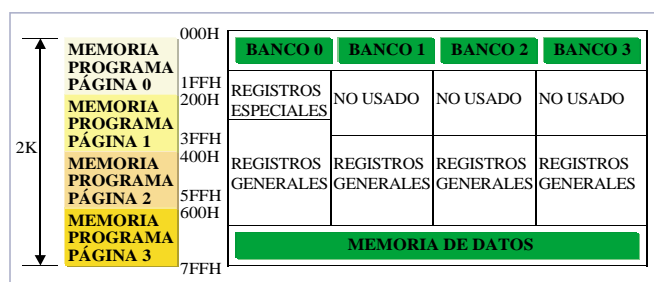 000H
MEMORIA
PROGRAMA
PÁGINA 0
1FFH
200H
MEMORIA
PROGRAMA
PÁGINA 1
3FFH
400H
MEMORIA
PROGRAMA
PÁGINA 2
5FFH
600H
MEMORIA
PROGRAMA
PÁGINA 3
7FFH
2K
BANCO 0 BANCO 1 BANCO 2 BANCO 3
REGISTROS
ESPECIALES
NO USADO NO USADO NO USADO
REGISTROS REGISTROS REGISTROS REGISTROS
GENERALES GENERALES GENERALES GENERALES
MEMORIA DE DATOS